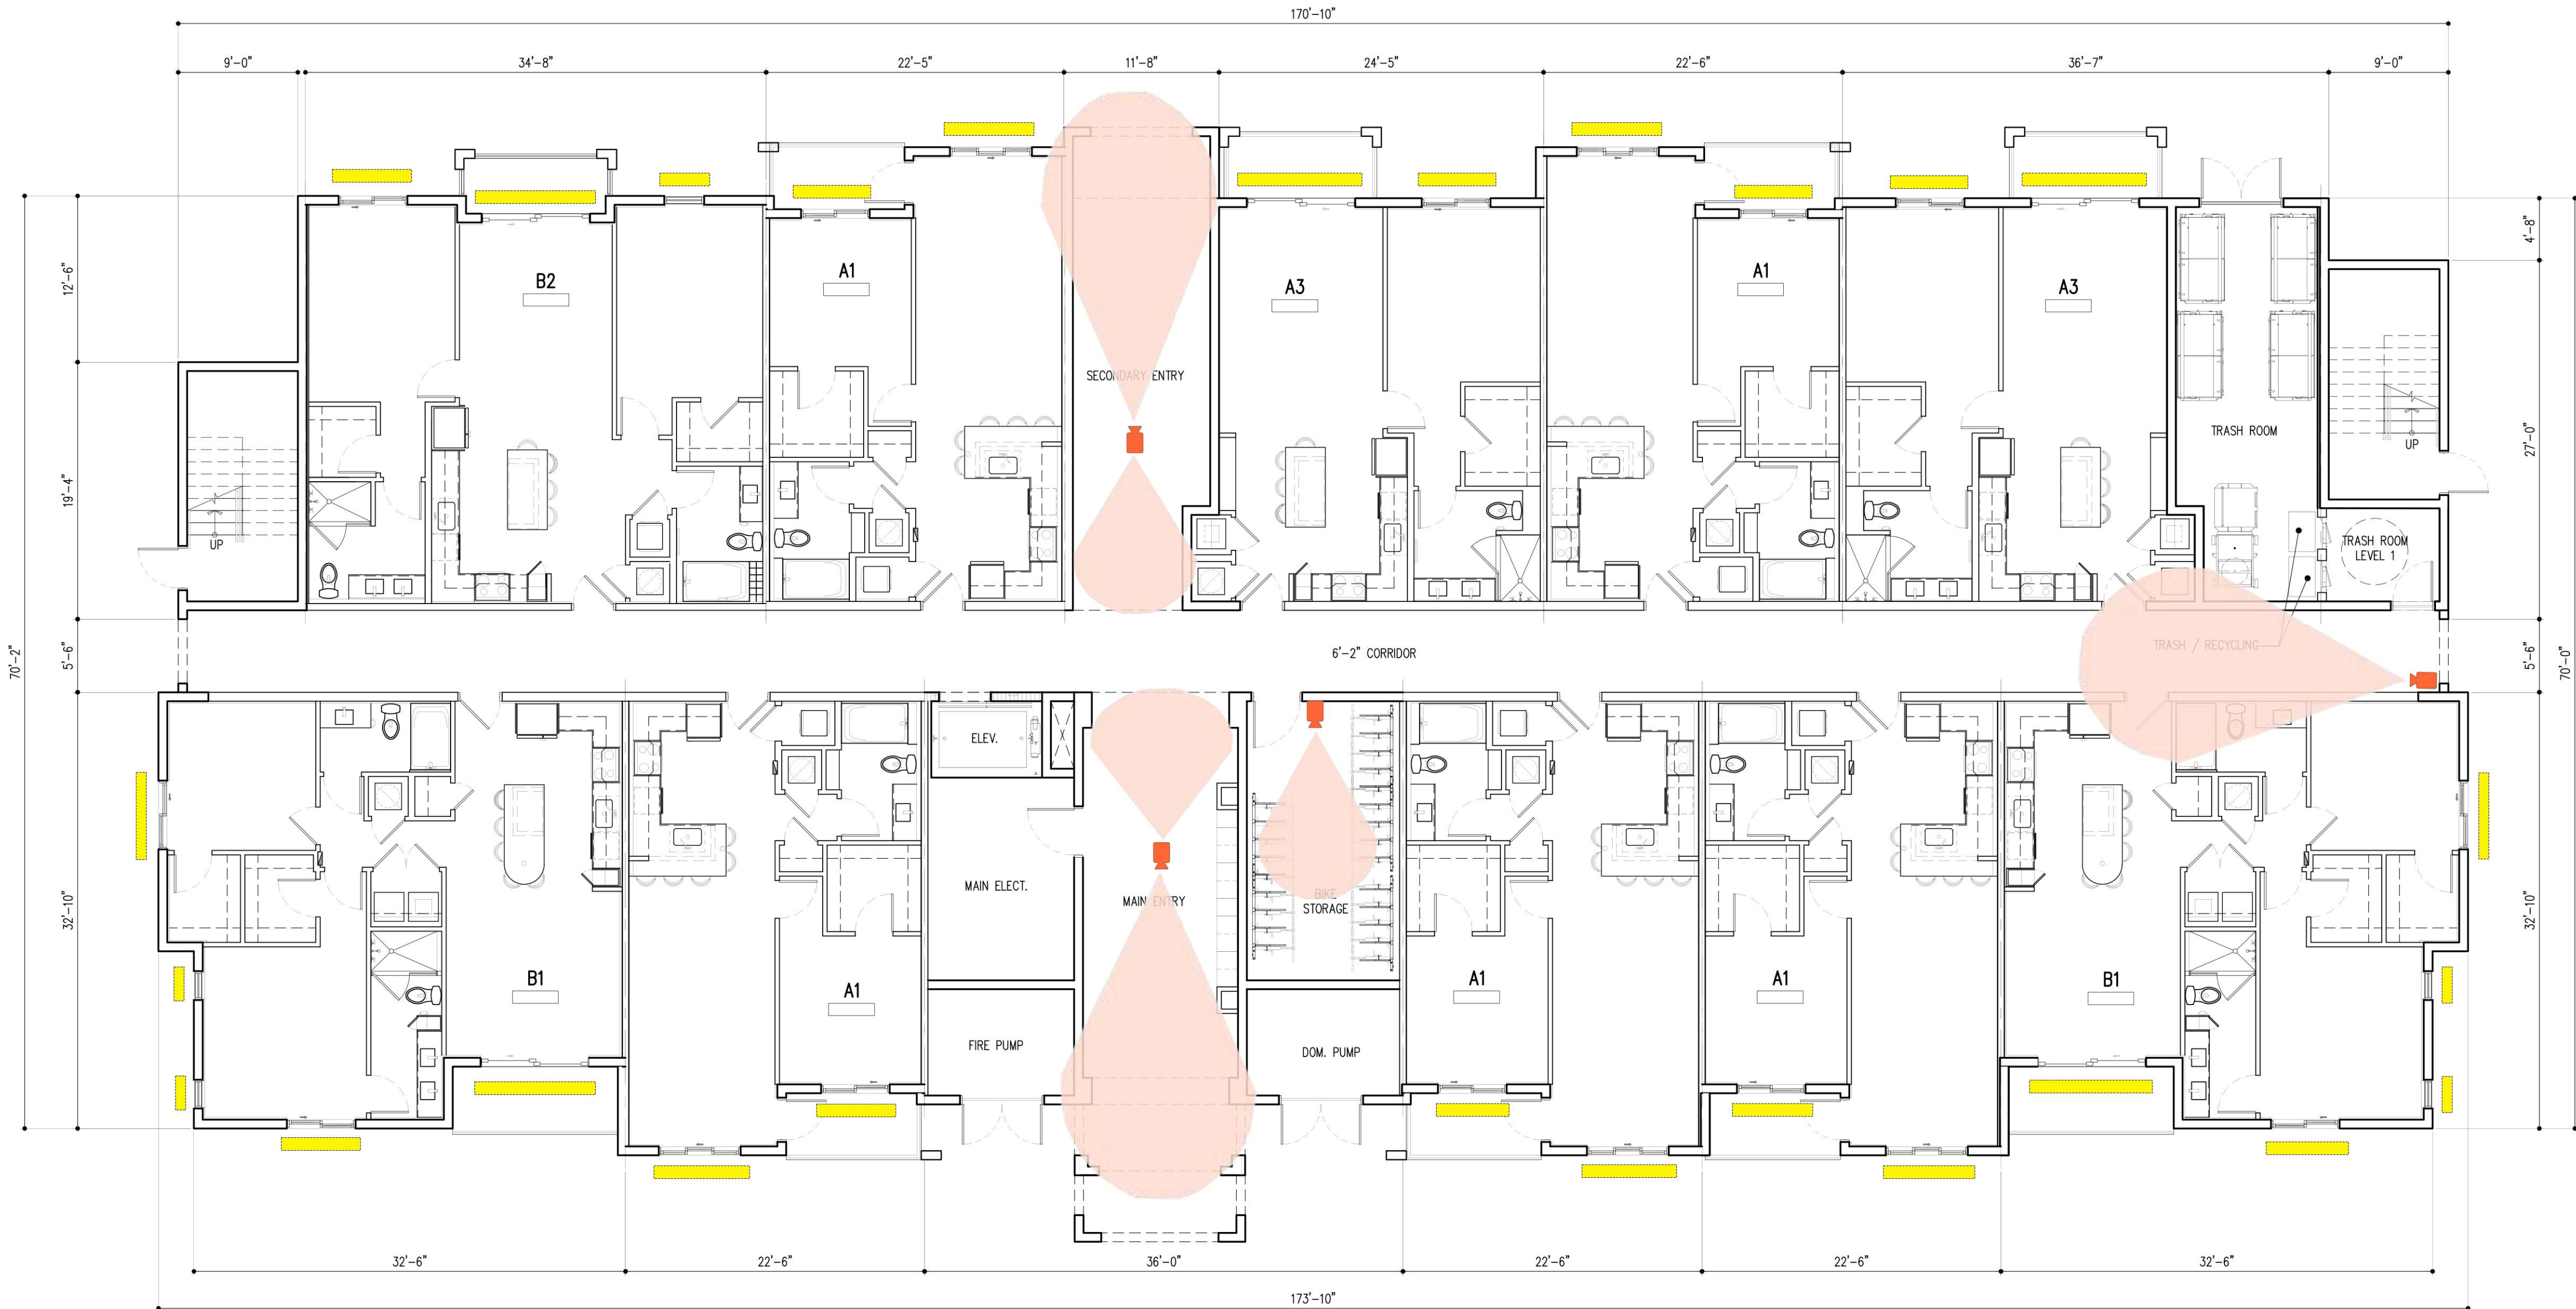 170'-10"
9'-0"
34'-8"
22'-5"
11'-8"
24'-5"
22'-6"
36'-7"
9'-0"
12'-6"
19'-4"
5'-6"
32'-10"
70'-2"
4'-8"
27'-0"
5'-6"
32'-10"
70'-0"
B2
A1
A3
A1
A3
SECONDARY ENTRY
TRASH ROOM
UP
UP
TRASH ROOM
LEVEL 1
TRASH / RECYCLING
6'-2" CORRIDOR
ELEV.
MAIN ELECT.
MAIN ENTRY
BIKE
STORAGE
B1
A1
A1
A1
B1
FIRE PUMP
DOM. PUMP
32'-6"
22'-6"
36'-0"
22'-6"
22'-6"
32'-6"
173'-10"